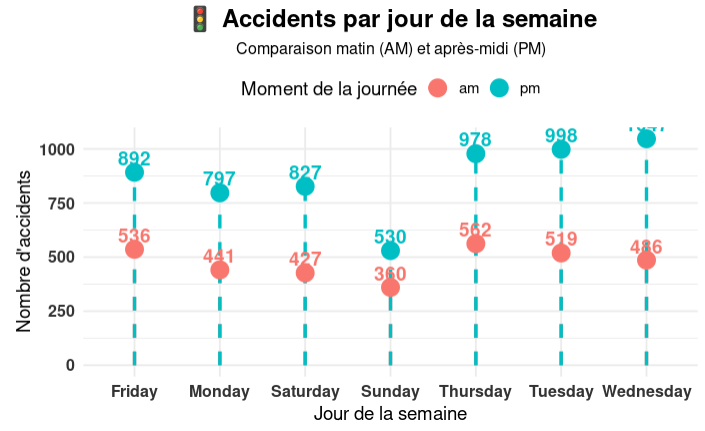 🚦 Accidents par jour de la semaine
Comparaison matin (AM) et après-midi (PM)
Moment de la journée am pm
Nombre d'accidents
1000
750
500
250
0
892 797 827 530 978 998 1047
536 441 427 360 562 519 486
Friday Monday Saturday Sunday Thursday Tuesday Wednesday
Jour de la semaine